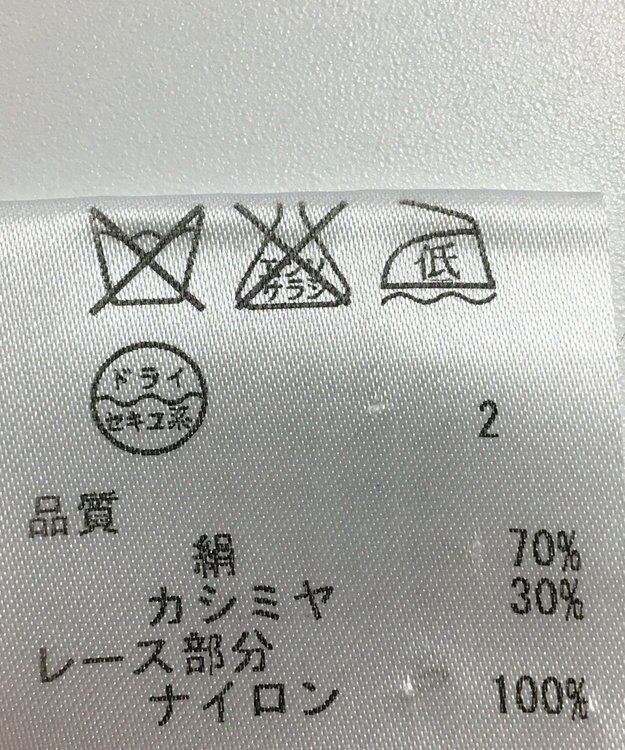 エンソ
サラシ
低
ドライ
セキユ系
2
品質
絹 70%
カシミヤ 30%
レース部分
ナイロン 100%